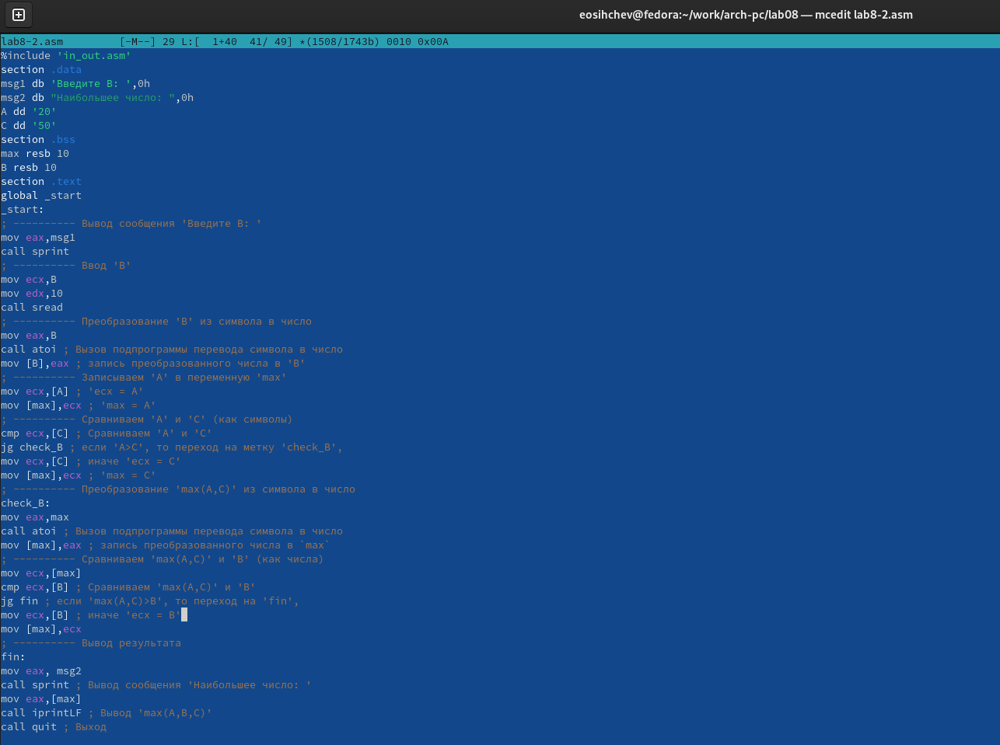 eosihchev@fedora:~/work/arch-pc/lab08 — mcedit lab8-2.asm
lab8-2.asm         [-M--] 29 L:[  1+40  41/ 49] *(1508/1743b) 0010 0x00A
%include 'in_out.asm'
section .data
msg1 db 'Введите B: ',0h
msg2 db "Наибольшее число: ",0h
A dd '20'
C dd '50'
section .bss
max resb 10
B resb 10
section .text
global _start
_start:
; ---------- Вывод сообщения 'Введите B: '
mov eax,msg1
call sprint
; ---------- Ввод 'B'
mov ecx,B
mov edx,10
call sread
; ---------- Преобразование 'B' из символа в число
mov eax,B
call atoi ; Вызов подпрограммы перевода символа в число
mov [B],eax ; запись преобразованного числа в 'B'
; ---------- Записываем 'A' в переменную 'max'
mov ecx,[A] ; 'ecx = A'
mov [max],ecx ; 'max = A'
; ---------- Сравниваем 'A' и 'C' (как символы)
cmp ecx,[C] ; Сравниваем 'A' и 'C'
jg check_B ; если 'A>C', то переход на метку 'check_B',
mov ecx,[C] ; иначе 'ecx = C'
mov [max],ecx ; 'max = C'
; ---------- Преобразование 'max(A,C)' из символа в число
check_B:
mov eax,max
call atoi ; Вызов подпрограммы перевода символа в число
mov [max],eax ; запись преобразованного числа в `max`
; ---------- Сравниваем 'max(A,C)' и 'B' (как числа)
mov ecx,[max]
cmp ecx,[B] ; Сравниваем 'max(A,C)' и 'B'
jg fin ; если 'max(A,C)>B', то переход на 'fin',
mov ecx,[B] ; иначе 'ecx = B'
mov [max],ecx
; ---------- Вывод результата
fin:
mov eax, msg2
call sprint ; Вывод сообщения 'Наибольшее число: '
mov eax,[max]
call iprintLF ; Вывод 'max(A,B,C)'
call quit ; Выход